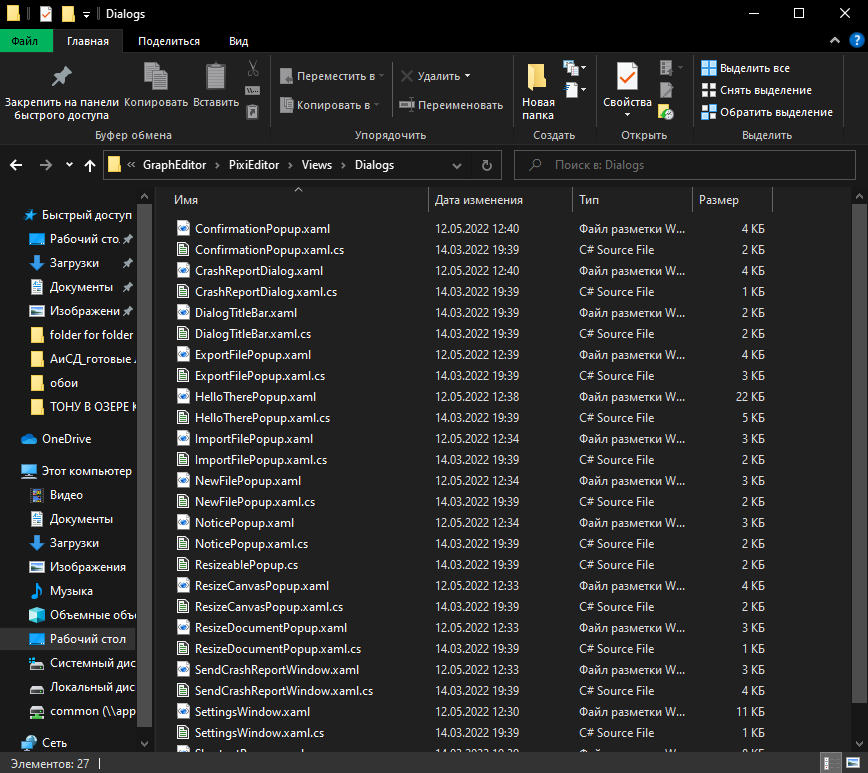 Dialogs
Файл Главная Поделиться Вид
Закрепить на панели быстрого доступа
Копировать
Вставить
Буфер обмена
Переместить в
Копировать в
Удалить
Переименовать
Упорядочить
Новая папка
Создать
Свойства
Открыть
Выделить все
Снять выделение
Обратить выделение
Выделить
« GraphEditor › PixiEditor › Views › Dialogs
Поиск в: Dialogs
Быстрый доступ
Рабочий сто.
Загрузки
Документы
Изображени
folder for folder
АиСД_готовые
обои
ТОНУ В ОЗЕРЕ
OneDrive
Этот компьютер
Видео
Документы
Загрузки
Изображения
Музыка
Объемные объ
Рабочий стол
Системный дис
Локальный дис
common (\\app
Сеть
Имя Дата изменения Тип Размер
ConfirmationPopup.xaml 12.05.2022 12:40 Файл разметки W... 4 КБ
ConfirmationPopup.xaml.cs 14.03.2022 19:39 C# Source File 2 КБ
CrashReportDialog.xaml 12.05.2022 12:40 Файл разметки W... 4 КБ
CrashReportDialog.xaml.cs 14.03.2022 19:39 C# Source File 1 КБ
DialogTitleBar.xaml 14.03.2022 19:39 Файл разметки W... 2 КБ
DialogTitleBar.xaml.cs 14.03.2022 19:39 C# Source File 2 КБ
ExportFilePopup.xaml 12.05.2022 12:39 Файл разметки W... 4 КБ
ExportFilePopup.xaml.cs 14.03.2022 19:39 C# Source File 3 КБ
HelloTherePopup.xaml 12.05.2022 12:38 Файл разметки W... 22 КБ
HelloTherePopup.xaml.cs 14.03.2022 19:39 C# Source File 5 КБ
ImportFilePopup.xaml 12.05.2022 12:34 Файл разметки W... 3 КБ
ImportFilePopup.xaml.cs 14.03.2022 19:39 C# Source File 2 КБ
NewFilePopup.xaml 12.05.2022 12:34 Файл разметки W... 3 КБ
NewFilePopup.xaml.cs 14.03.2022 19:39 C# Source File 2 КБ
NoticePopup.xaml 12.05.2022 12:34 Файл разметки W... 3 КБ
NoticePopup.xaml.cs 14.03.2022 19:39 C# Source File 2 КБ
ResizeablePopup.cs 14.03.2022 19:39 C# Source File 2 КБ
ResizeCanvasPopup.xaml 12.05.2022 12:33 Файл разметки W... 4 КБ
ResizeCanvasPopup.xaml.cs 14.03.2022 19:39 C# Source File 2 КБ
ResizeDocumentPopup.xaml 12.05.2022 12:33 Файл разметки W... 3 КБ
ResizeDocumentPopup.xaml.cs 14.03.2022 19:39 C# Source File 1 КБ
SendCrashReportWindow.xaml 12.05.2022 12:33 Файл разметки W... 3 КБ
SendCrashReportWindow.xaml.cs 14.03.2022 19:39 C# Source File 4 КБ
SettingsWindow.xaml 12.05.2022 12:30 Файл разметки W... 11 КБ
SettingsWindow.xaml.cs 14.03.2022 19:39 C# Source File 2 КБ
Элементов: 27